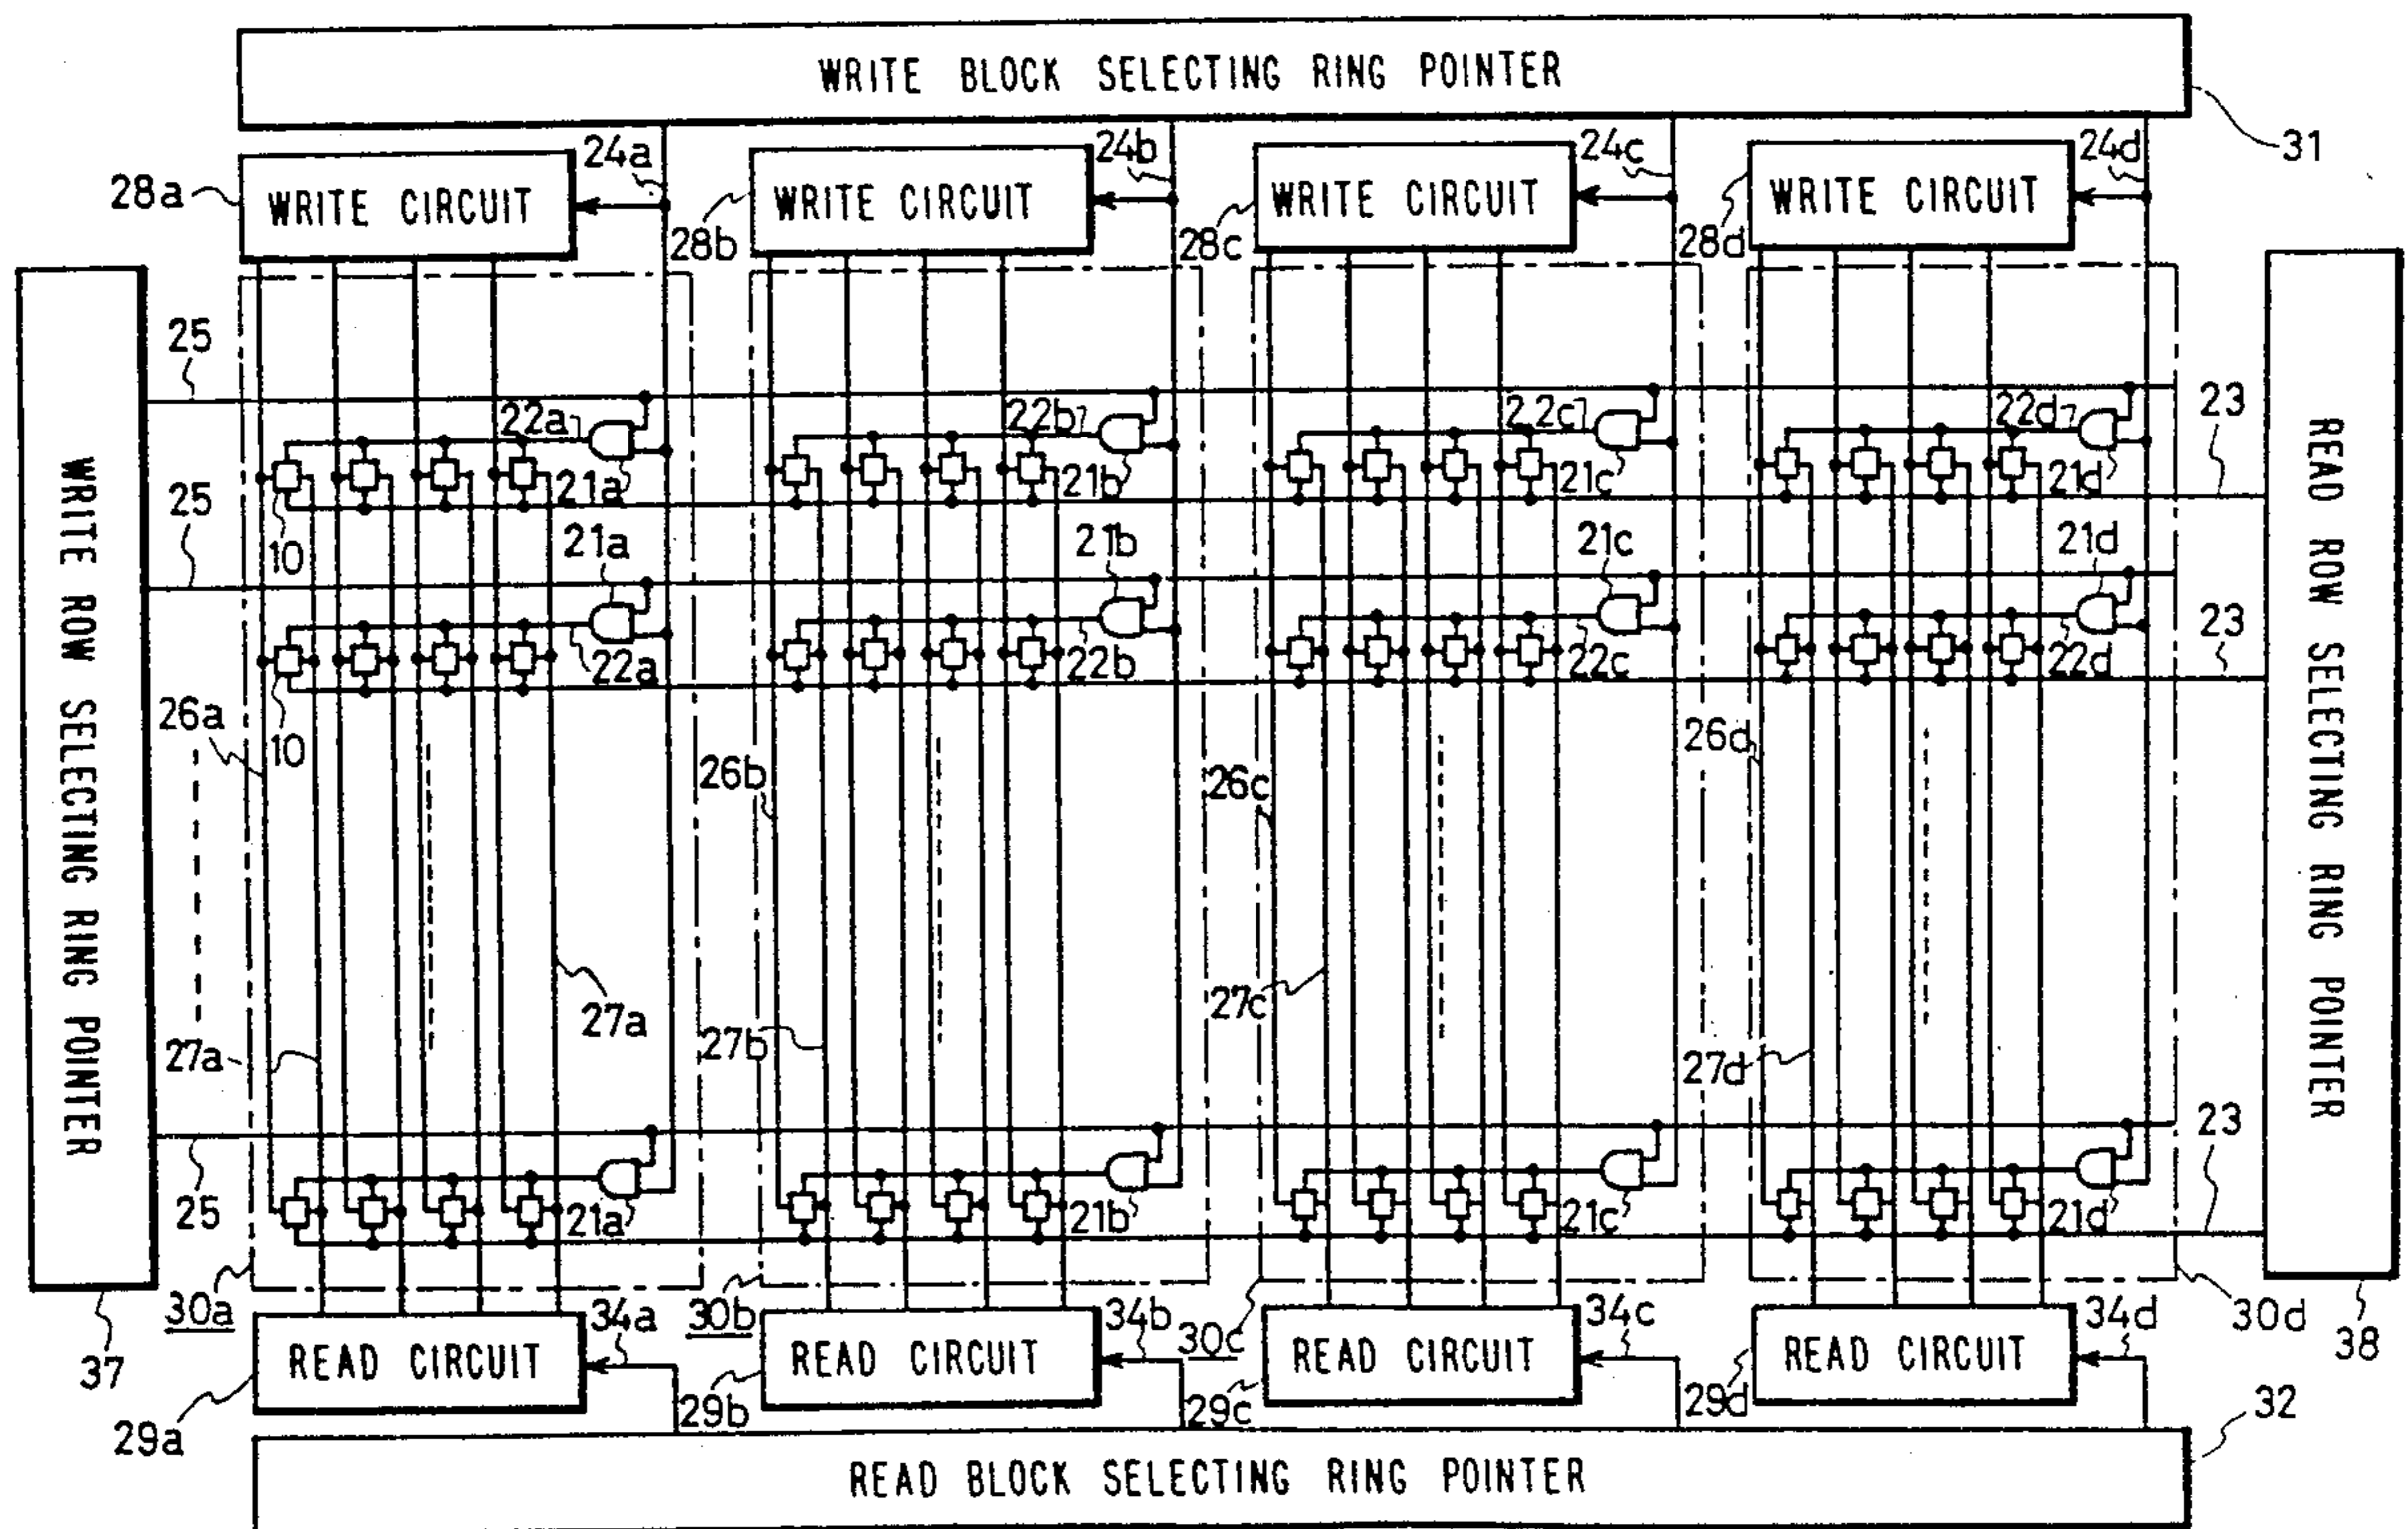 WRITE BLOCK SELECTING RING POINTER
31
24a 24b 24c 24d
28a WRITE CIRCUIT 28b WRITE CIRCUIT 28c WRITE CIRCUIT 28d WRITE CIRCUIT
WRITE ROW SELECTING RING POINTER
READ ROW SELECTING RING POINTER
25 22a 22b 22c 22d 23
21a 21b 21c 21d
25 10 21a 21b 21c 21d
22a 22b 22c 22d 23
26a 10 26b 26c 26d
27a 27a 27b 27c 27d
23
25 21a 21b 21c 21d
30a 34a 30b 34b 30c 34c 34d 30d
37 READ CIRCUIT READ CIRCUIT READ CIRCUIT READ CIRCUIT 38
29a 29b 29c 29d 32
READ BLOCK SELECTING RING POINTER